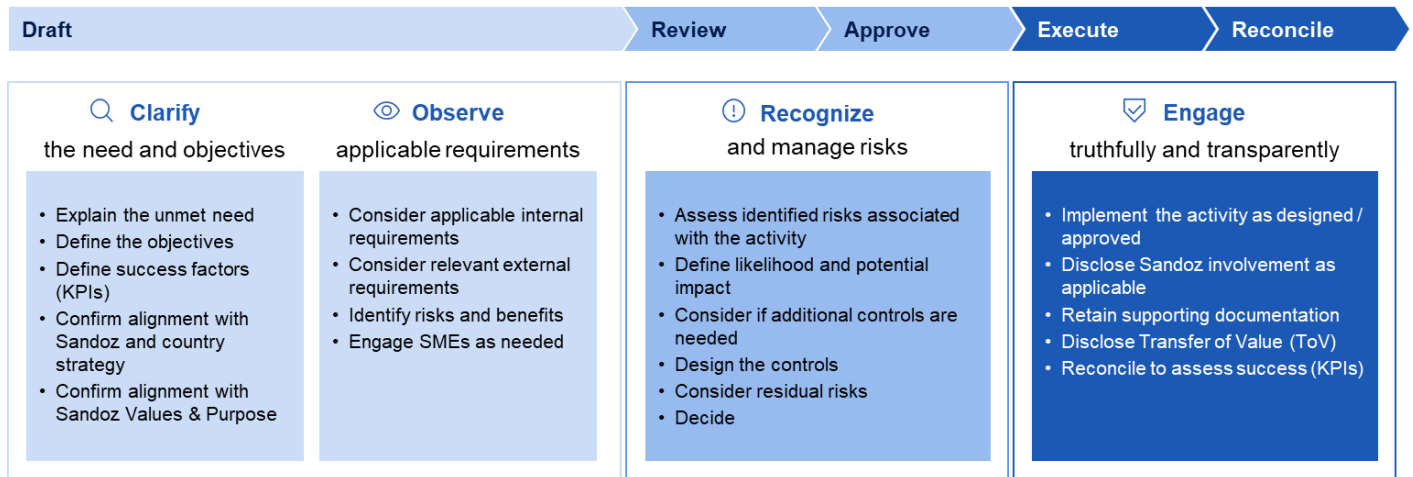 Draft
Review
Approve
Execute
Reconcile
Clarify
the need and objectives
• Explain the unmet need
• Define the objectives
• Define success factors
(KPIs)
• Confirm alignment with
Sandoz and country
strategy
• Confirm alignment with
Sandoz Values & Purpose
Observe
applicable requirements
• Consider applicable internal
requirements
• Consider relevant external
requirements
• Identify risks and benefits
• Engage SMEs as needed
Recognize
and manage risks
• Assess identified risks associated
with the activity
• Define likelihood and potential
impact
• Consider if additional controls are
needed
• Design the controls
• Consider residual risks
• Decide
Engage
truthfully and transparently
• Implement the activity as designed /
approved
• Disclose Sandoz involvement as
applicable
• Retain supporting documentation
• Disclose Transfer of Value (ToV)
• Reconcile to assess success (KPIs)